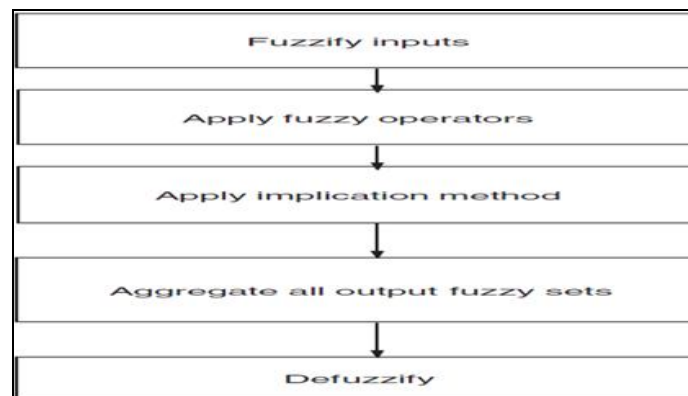 Fuzzify inputs
Apply fuzzy operators
Apply implication method
Aggregate all output fuzzy sets
Defuzzify